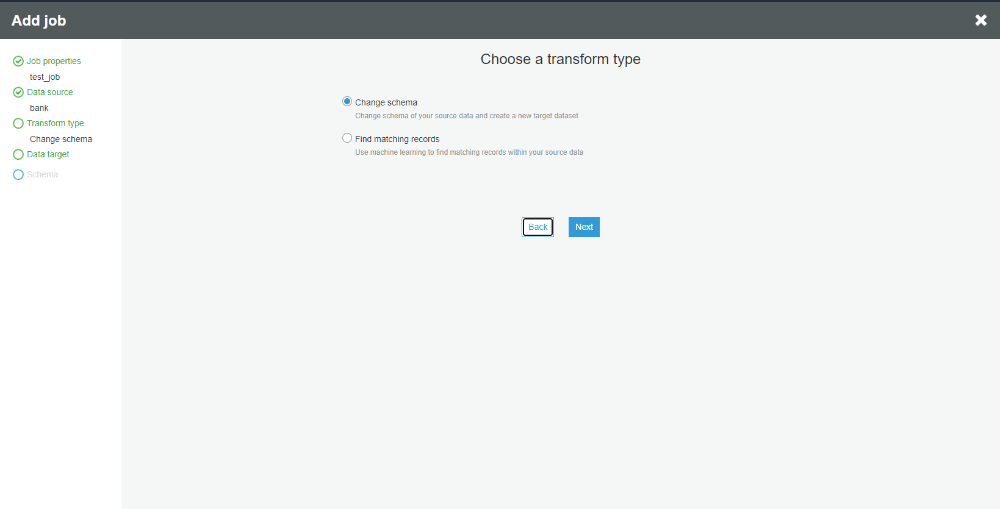 Add job
Job properties
test_job
Data source
bank
Transform type
Change schema
Data target
Schema
Choose a transform type
Change schema
Change schema of your source data and create a new target dataset
Find matching records
Use machine learning to find matching records within your source data
Back
Next